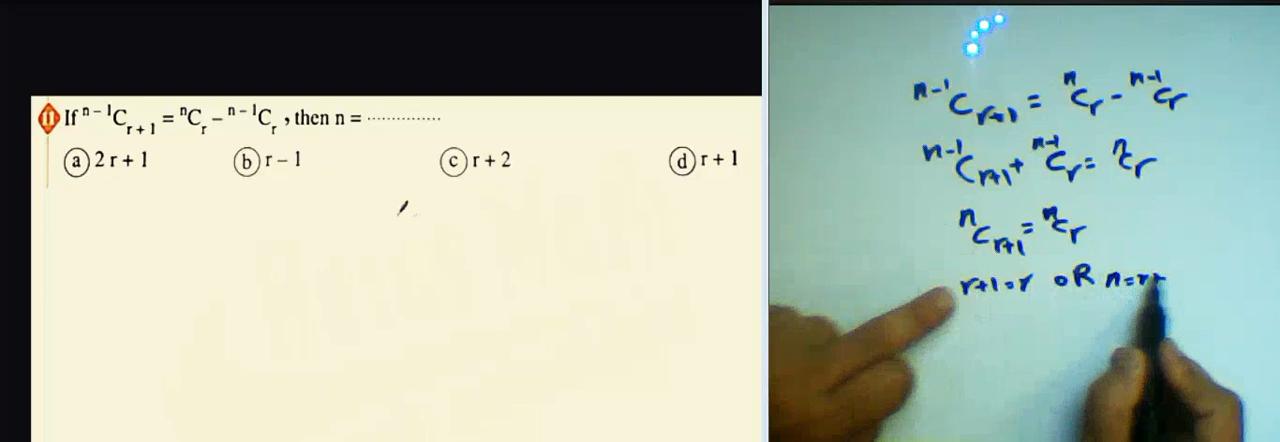 11 If ⁿ⁻¹Cᵣ₊₁ = ⁿCᵣ – ⁿ⁻¹Cᵣ , then n = ················
a 2 r + 1 b r – 1 c r + 2 d r + 1
ⁿ⁻¹Cᵣ₊₁ = ⁿCᵣ – ⁿ⁻¹Cᵣ
ⁿ⁻¹Cᵣ₊₁ + ⁿ⁻¹Cᵣ = ⁿCᵣ
ⁿCᵣ₊₁ = ⁿCᵣ
r+1=r OR n=r+